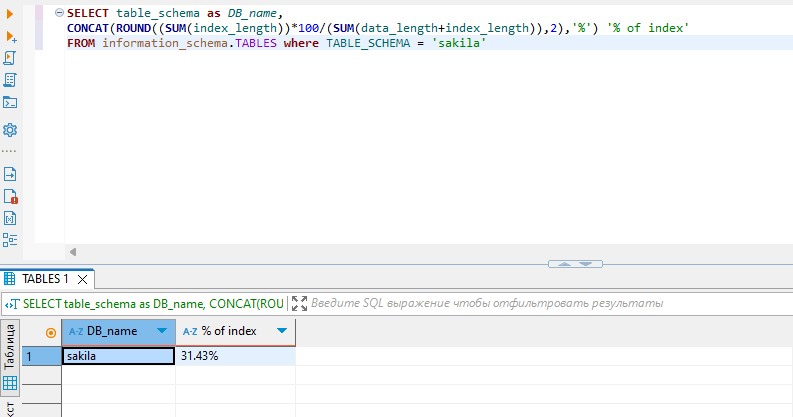 SELECT table_schema as DB_name,
CONCAT(ROUND((SUM(index_length))*100/(SUM(data_length+index_length)),2),'%') '% of index'
FROM information_schema.TABLES where TABLE_SCHEMA = 'sakila'
TABLES 1
SELECT table_schema as DB_name, CONCAT(ROU
Введите SQL выражение чтобы отфильтровать результаты
Таблица
A-Z DB_name
A-Z % of index
1 sakila 31.43%
кст